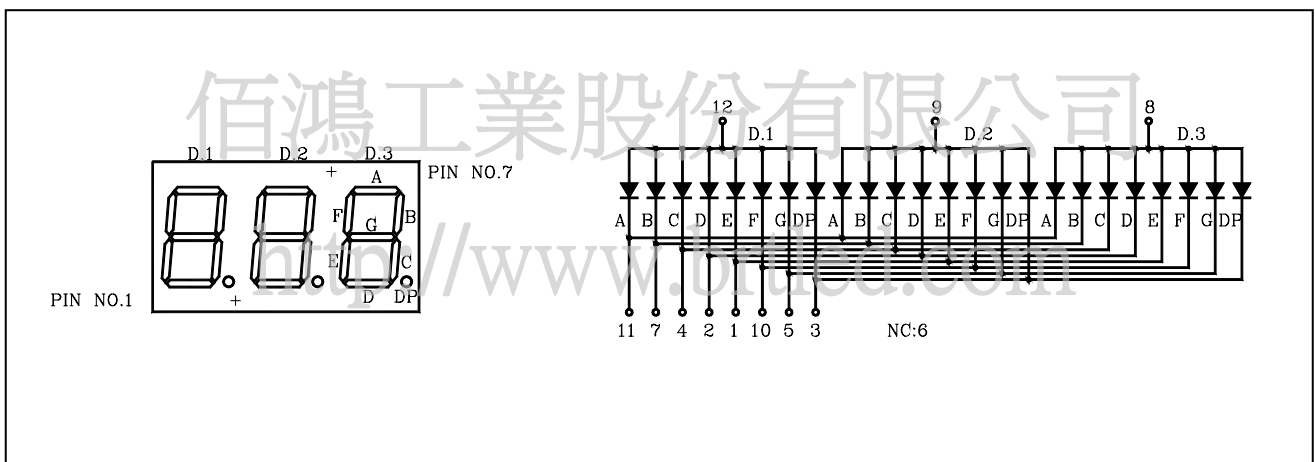 佰鴻工業股份有限公司
http://www.brtled.com
12 9 8
D.1 D.2 D.3
D.1 D.2 D.3
+ PIN NO.7
A
F B
G
E C
D DP
PIN NO.1 +
A B C D E F G DP A B C D E F G DP A B C D E F G DP
11 7 4 2 1 10 5 3 NC:6